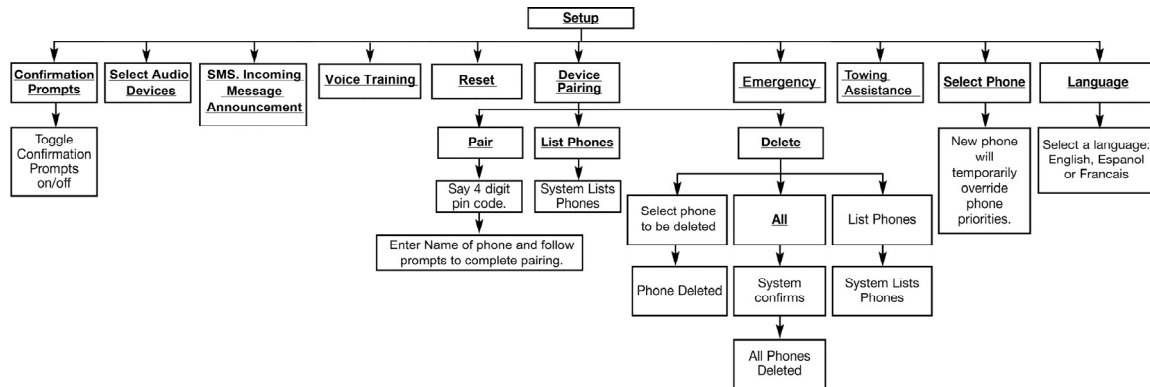 Setup
Confirmation
Prompts
Select Audio
Devices
SMS. Incoming
Message
Announcement
Voice Training
Reset
Device
Pairing
Emergency
Towing
Assistance
Select Phone
Language
Toggle
Confirmation
Prompts
on/off
Pair
List Phones
Delete
New phone
will
temporarily
override
phone
priorities.
Select a language:
English, Espanol
or Francais
Say 4 digit
pin code.
System Lists
Phones
Select phone
to be deleted
All
List Phones
Enter Name of phone and follow
prompts to complete pairing.
Phone Deleted
System
confirms
System Lists
Phones
All Phones
Deleted